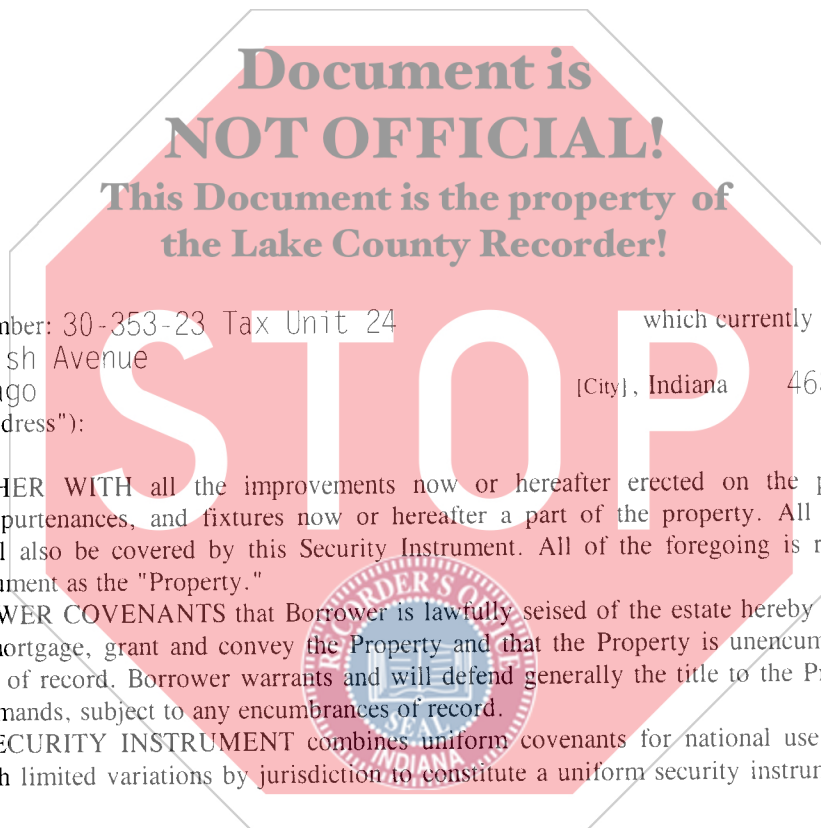 Document is
NOT OFFICIAL!
This Document is the property of
the Lake County Recorder!
mber: 30-353-23 Tax Unit 24 which currently
sh Avenue
ago [City], Indiana 46
dress"):
STOP
HER WITH all the improvements now or hereafter erected on the p
purtenances, and fixtures now or hereafter a part of the property. All
l also be covered by this Security Instrument. All of the foregoing is r
ument as the "Property."
WER COVENANTS that Borrower is lawfully seised of the estate hereby
ortgage, grant and convey the Property and that the Property is unencum
of record. Borrower warrants and will defend generally the title to the Pr
mands, subject to any encumbrances of record.
ECURITY INSTRUMENT combines uniform covenants for national use
h limited variations by jurisdiction to constitute a uniform security instrum
RECORDER'S OFFICE
SEAL
INDIANA